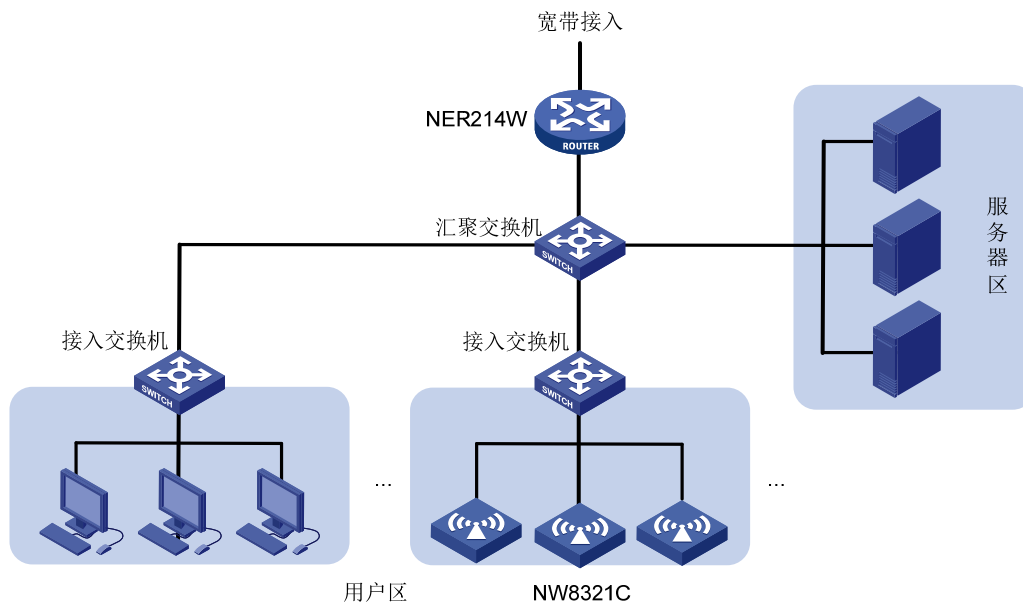 宽带接入
NER214W
ROUTER
汇聚交换机
SWITCH
服务器区
接入交换机
SWITCH
接入交换机
SWITCH
...
...
用户区
NW8321C